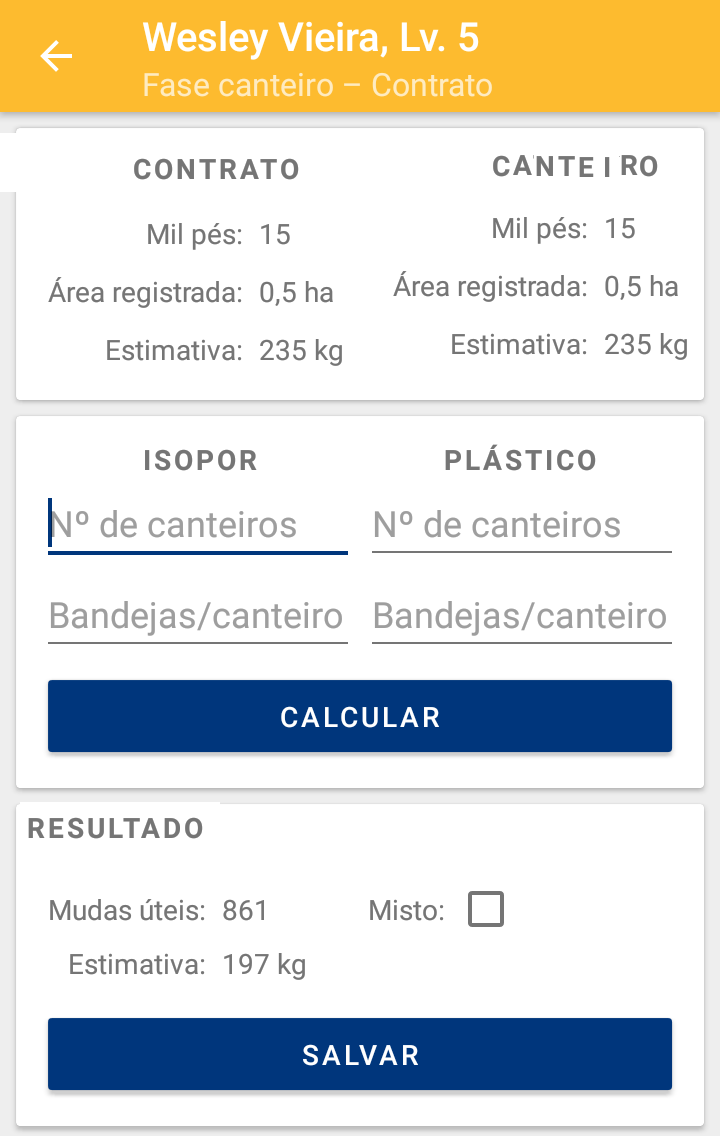 Wesley Vieira, Lv. 5
Fase canteiro – Contrato
CONTRATO
Mil pés: 15
Área registrada: 0,5 ha
Estimativa: 235 kg
CANTEIRO
Mil pés: 15
Área registrada: 0,5 ha
Estimativa: 235 kg
ISOPOR
Nº de canteiros
Bandejas/canteiro
PLÁSTICO
Nº de canteiros
Bandejas/canteiro
CALCULAR
RESULTADO
Mudas úteis: 861
Misto:
Estimativa: 197 kg
SALVAR